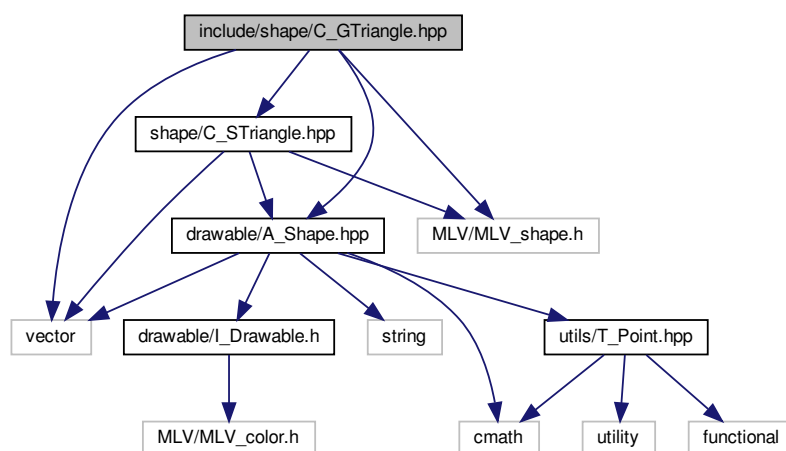 include/shape/C_GTriangle.hpp
shape/C_STriangle.hpp
drawable/A_Shape.hpp
MLV/MLV_shape.h
vector
drawable/I_Drawable.h
string
utils/T_Point.hpp
MLV/MLV_color.h
cmath
utility
functional